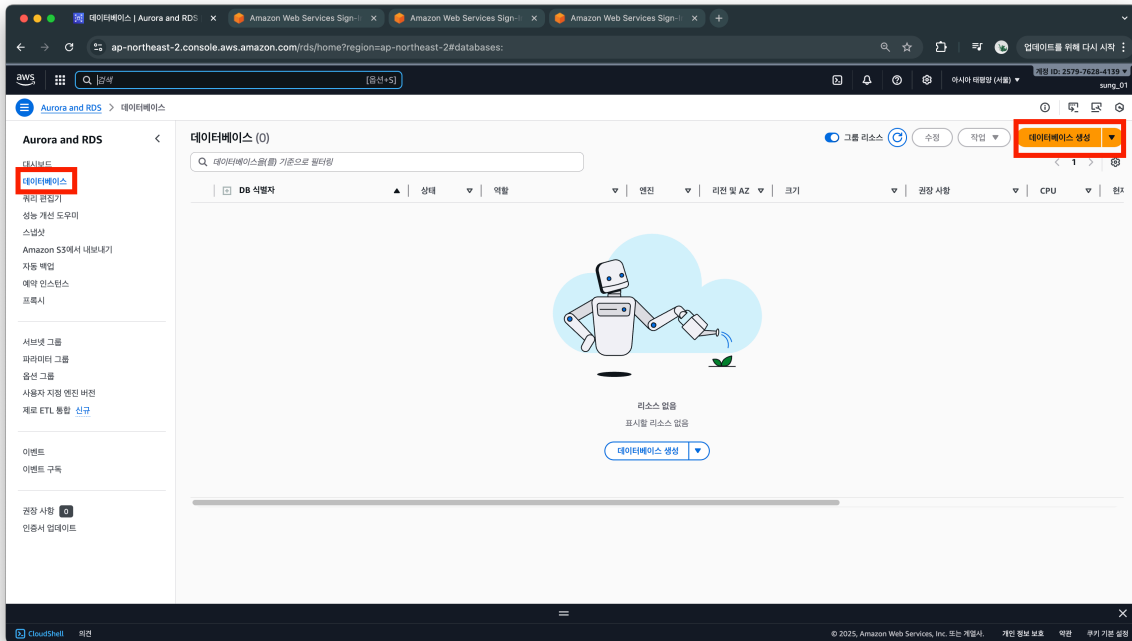 데이터베이스 | Aurora and RDS
Amazon Web Services Sign-I
Amazon Web Services Sign-I
Amazon Web Services Sign-I
ap-northeast-2.console.aws.amazon.com/rds/home?region=ap-northeast-2#databases:
업데이트를 위해 다시 시작
aws
검색
[옵션+S]
아시아 태평양 (서울)
계정 ID: 2579-7628-4139
sung_01
Aurora and RDS > 데이터베이스
Aurora and RDS
대시보드
데이터베이스
쿼리 편집기
성능 개선 도우미
스냅샷
Amazon S3에서 내보내기
자동 백업
예약 인스턴스
프록시
서브넷 그룹
파라미터 그룹
옵션 그룹
사용자 지정 엔진 버전
제로 ETL 통합 신규
이벤트
이벤트 구독
권장 사항 0
인증서 업데이트
데이터베이스 (0)
그룹 리소스
수정
작업
데이터베이스 생성
데이터베이스을(를) 기준으로 필터링
1
DB 식별자
상태
역할
엔진
리전 및 AZ
크기
권장 사항
CPU
현재
리소스 없음
표시할 리소스 없음
데이터베이스 생성
CloudShell
의견
© 2025, Amazon Web Services, Inc. 또는 계열사.
개인 정보 보호
약관
쿠키 기본 설정